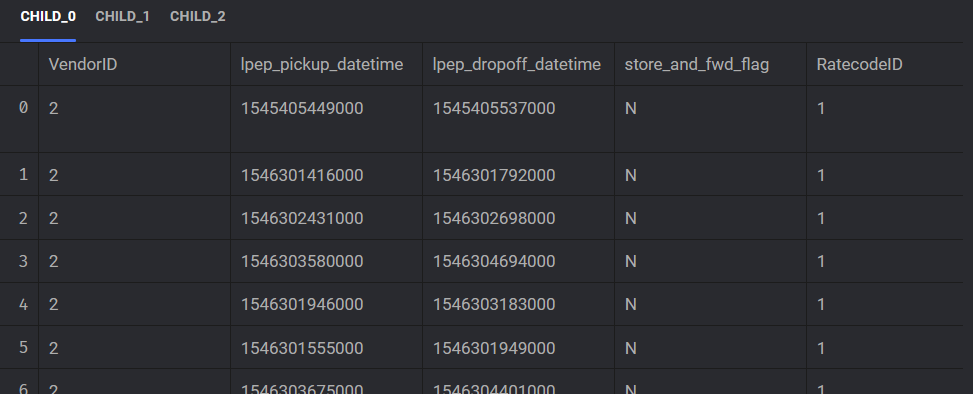 CHILD_0 CHILD_1 CHILD_2
VendorID lpep_pickup_datetime lpep_dropoff_datetime store_and_fwd_flag RatecodeID
0 2 1545405449000 1545405537000 N 1
1 2 1546301416000 1546301792000 N 1
2 2 1546302431000 1546302698000 N 1
3 2 1546303580000 1546304694000 N 1
4 2 1546301946000 1546303183000 N 1
5 2 1546301555000 1546301949000 N 1
6 2 1546303675000 1546304401000 N 1